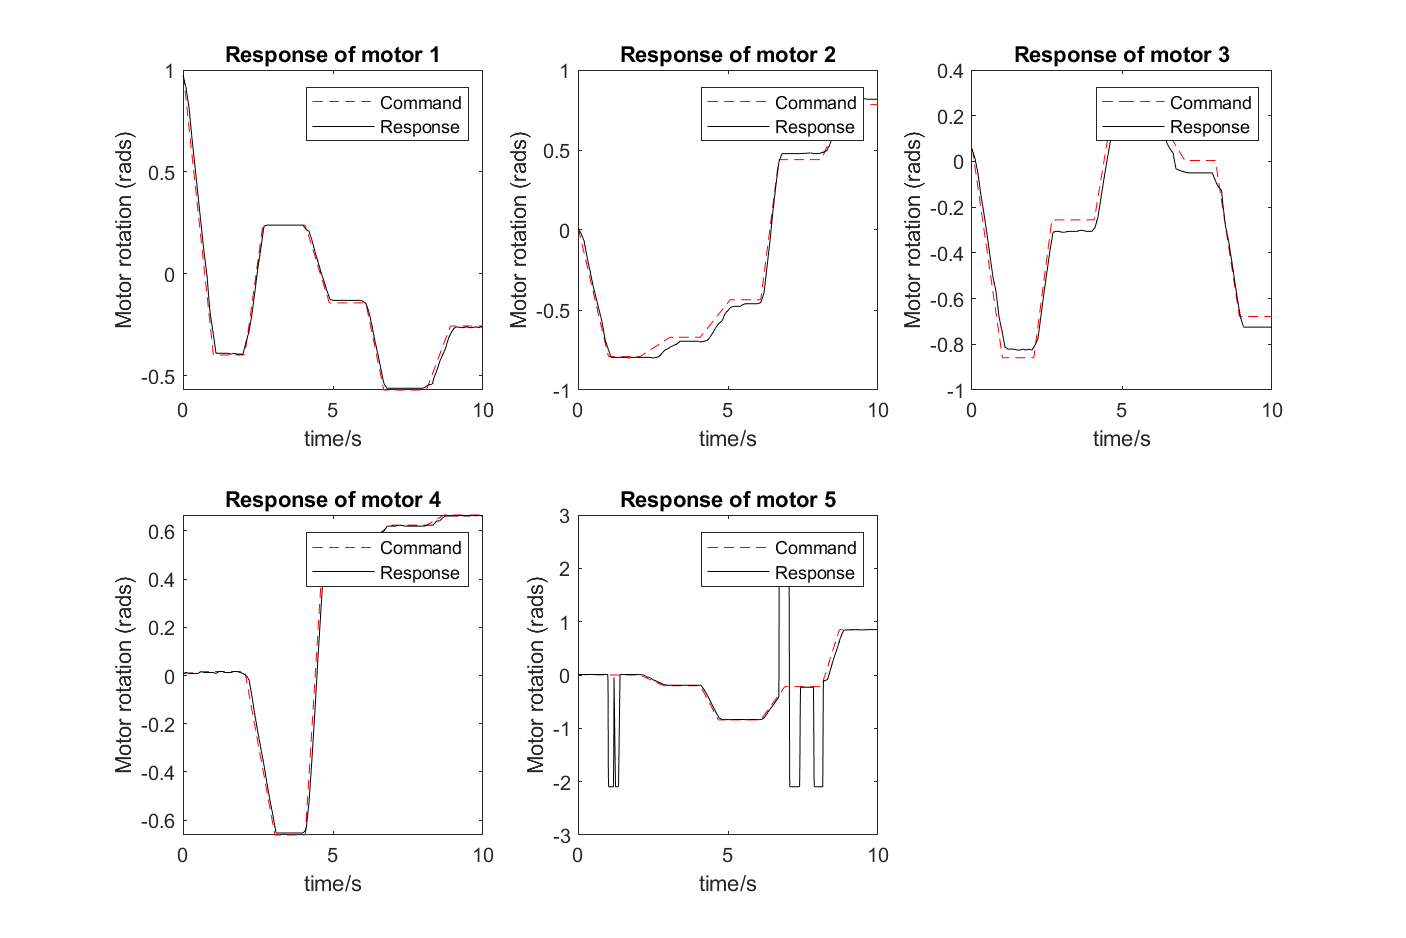 Response of motor 1
Motor rotation (rads)
1
0.5
0
-0.5
0
5
10
time/s
Command
Response
Response of motor 2
Motor rotation (rads)
1
0.5
0
-0.5
-1
0
5
10
time/s
Command
Response
Response of motor 3
Motor rotation (rads)
0.4
0.2
0
-0.2
-0.4
-0.6
-0.8
-1
0
5
10
time/s
Command
Response
Response of motor 4
Motor rotation (rads)
0.6
0.4
0.2
0
-0.2
-0.4
-0.6
0
5
10
time/s
Command
Response
Response of motor 5
Motor rotation (rads)
3
2
1
0
-1
-2
-3
0
5
10
time/s
Command
Response